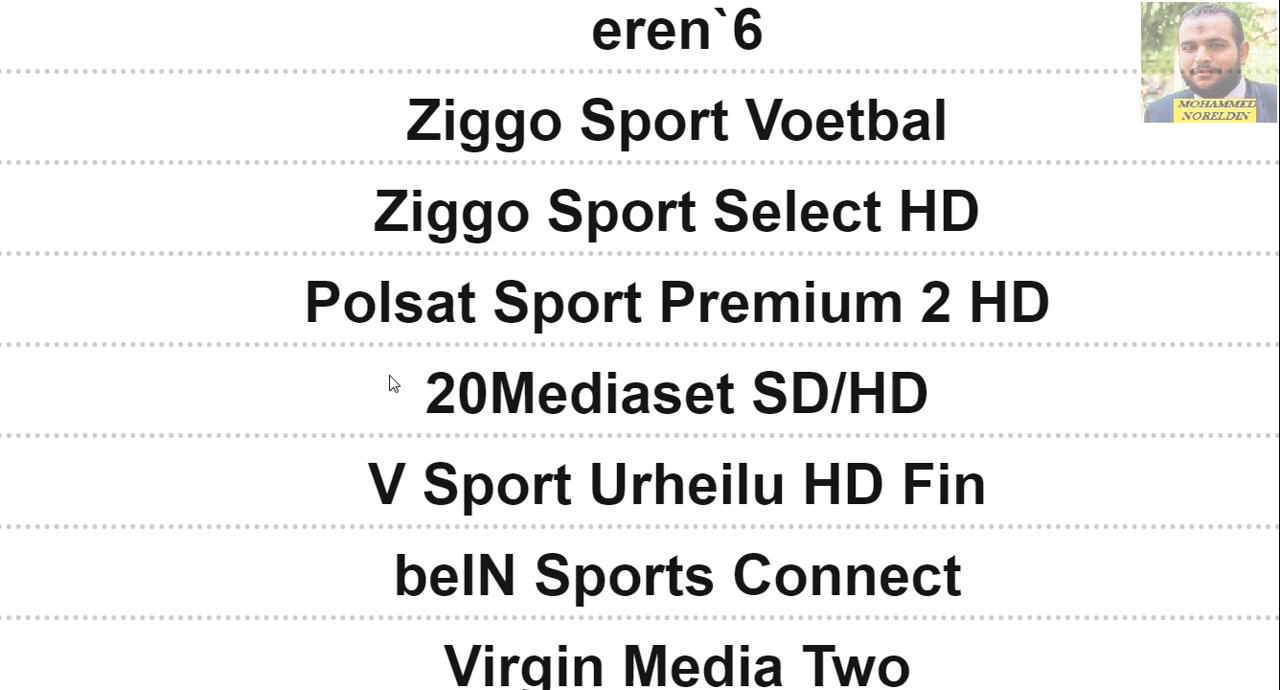 eren`6
MOHAMMED
NORELDIN
Ziggo Sport Voetbal
Ziggo Sport Select HD
Polsat Sport Premium 2 HD
20Mediaset SD/HD
V Sport Urheilu HD Fin
beIN Sports Connect
Virgin Media Two